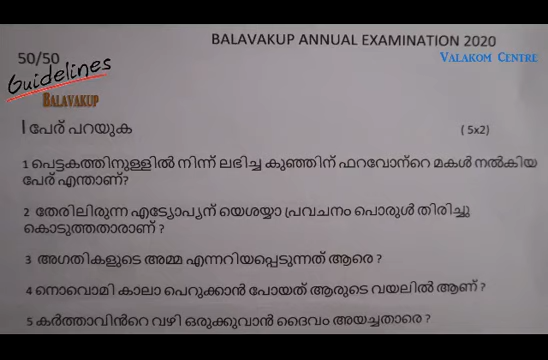 BALAVAKUP ANNUAL EXAMINATION 2020
50/50
VALAKOM CENTRE
Guidelines
BALAVAKUP
I പേര് പറയുക (5x2)
1 പെട്ടകത്തിനുള്ളിൽ നിന്ന് ലഭിച്ച കുഞ്ഞിന് ഫറവോന്റെ മകൾ നൽകിയ
പേര് എന്താണ്?
2 തേരിലിരുന്ന എട്യോപ്യന് യെശയ്യാ പ്രവചനം പൊരുൾ തിരിച്ചു
കൊടുത്തതാരാണ് ?
3 അഗതികളുടെ അമ്മ എന്നറിയപ്പെടുന്നത് ആരെ ?
4 നൊവൊമി കാലാ പെറുക്കാൻ പോയത് ആരുടെ വയലിൽ ആണ് ?
5 കർത്താവിൻറെ വഴി ഒരുക്കുവാൻ ദൈവം അയച്ചതാരെ ?